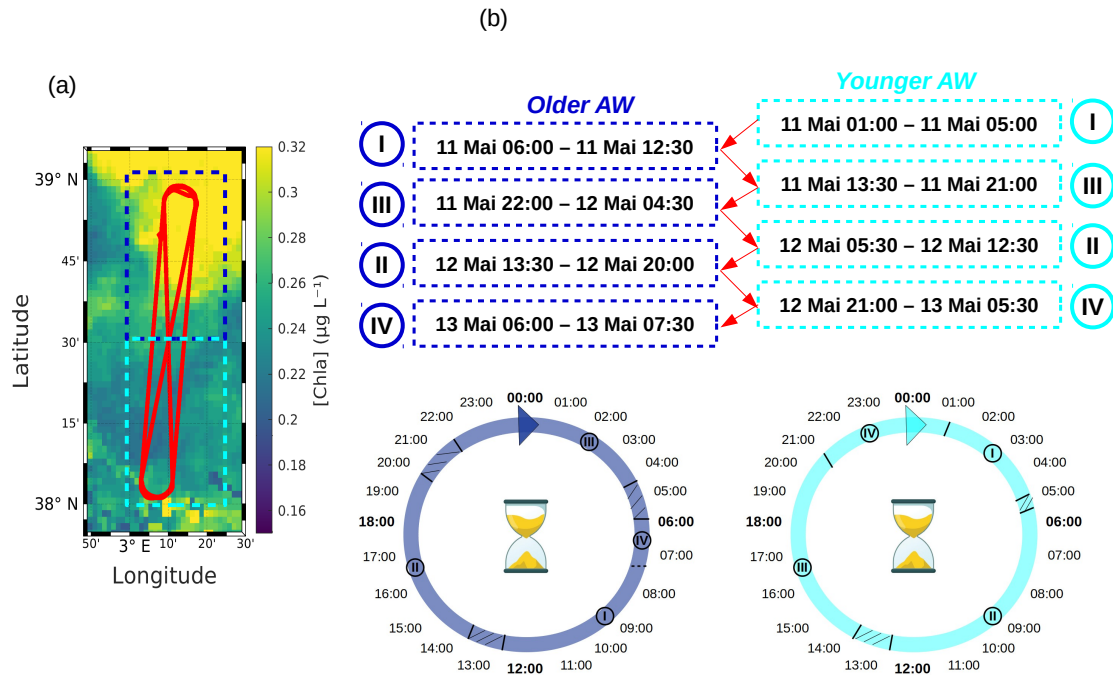 (b)
(a)
Older AW
Younger AW
I
11 Mai 06:00 – 11 Mai 12:30
11 Mai 01:00 – 11 Mai 05:00
I
III
11 Mai 22:00 – 12 Mai 04:30
11 Mai 13:30 – 11 Mai 21:00
III
II
12 Mai 13:30 – 12 Mai 20:00
12 Mai 05:30 – 12 Mai 12:30
II
IV
13 Mai 06:00 – 13 Mai 07:30
12 Mai 21:00 – 13 Mai 05:30
IV
Latitude
39° N
45'
30'
15'
38° N
50'
3° E
10'
20'
30'
Longitude
0.32
0.3
0.28
0.26
0.24
0.22
0.2
0.18
0.16
[Chla] (µg L⁻¹)
00:00
01:00
02:00
03:00
04:00
05:00
06:00
07:00
08:00
09:00
10:00
11:00
12:00
13:00
14:00
15:00
16:00
17:00
18:00
19:00
20:00
21:00
22:00
23:00
III
IV
I
II
00:00
01:00
02:00
03:00
04:00
05:00
06:00
07:00
08:00
09:00
10:00
11:00
12:00
13:00
14:00
15:00
16:00
17:00
18:00
19:00
20:00
21:00
22:00
23:00
I
II
III
IV